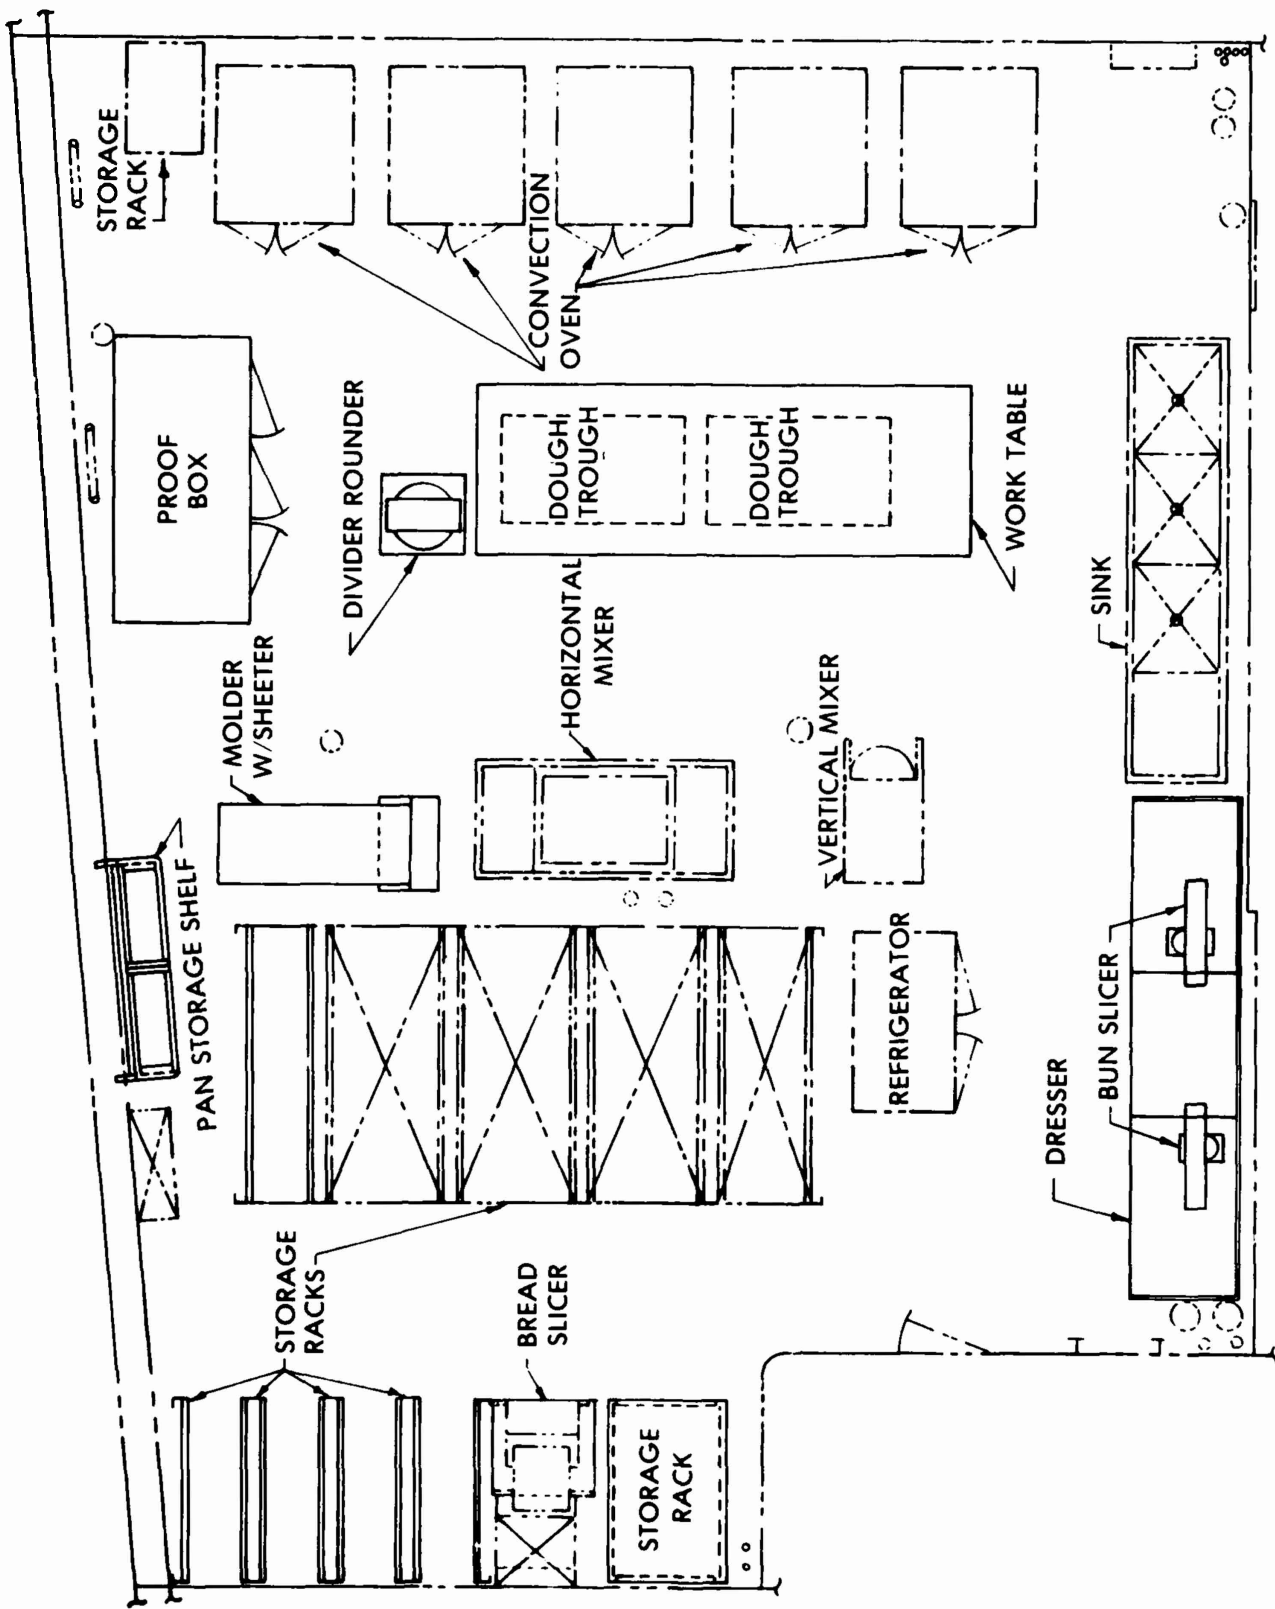 STORAGE
RACK
CONVECTION
OVEN
PROOF
BOX
DIVIDER ROUNDER
DOUGH
TROUGH
DOUGH
TROUGH
WORK TABLE
MOLDER
W/SHEETER
HORIZONTAL
MIXER
VERTICAL MIXER
SINK
PAN STORAGE SHELF
REFRIGERATOR
BUN SLICER
DRESSER
STORAGE
RACKS
BREAD
SLICER
STORAGE
RACK